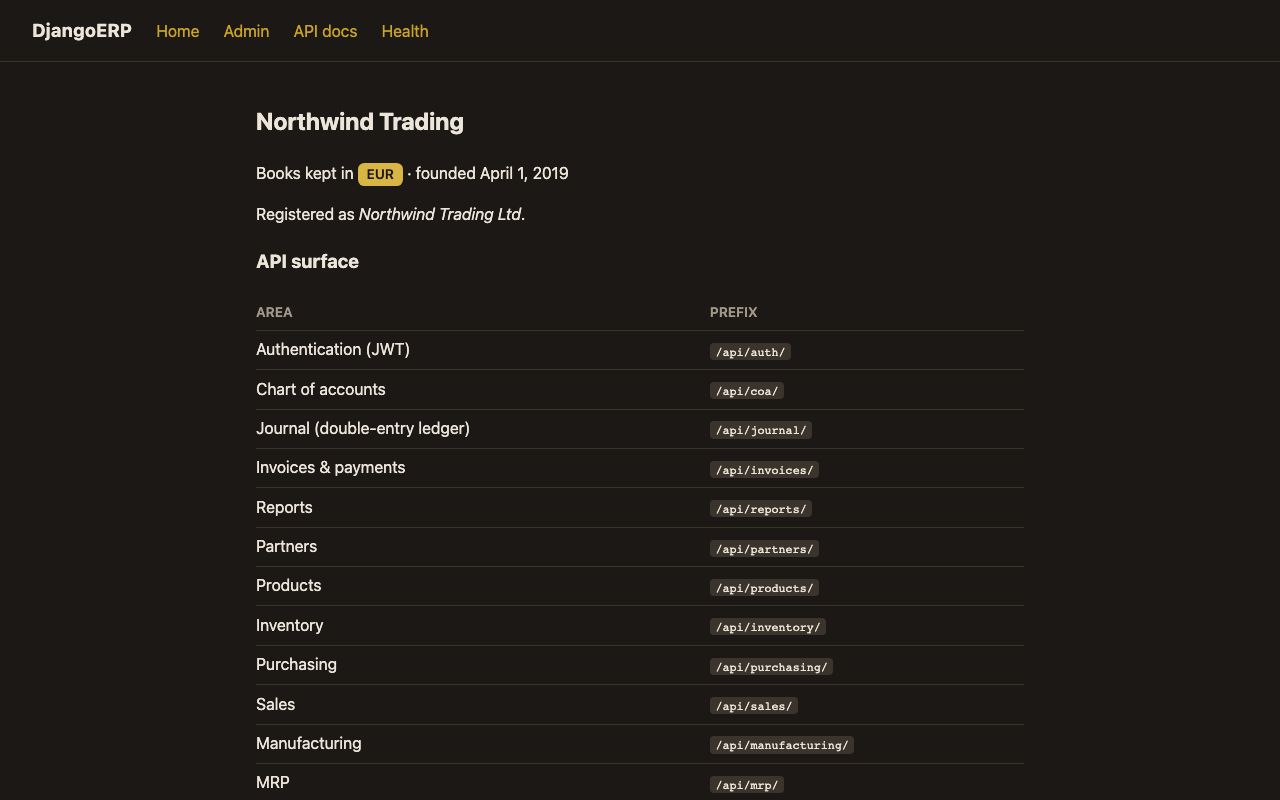 DjangoERP Home Admin API docs Health
Northwind Trading
Books kept in EUR · founded April 1, 2019
Registered as Northwind Trading Ltd.
API surface
AREA PREFIX
Authentication (JWT) /api/auth/
Chart of accounts /api/coa/
Journal (double-entry ledger) /api/journal/
Invoices & payments /api/invoices/
Reports /api/reports/
Partners /api/partners/
Products /api/products/
Inventory /api/inventory/
Purchasing /api/purchasing/
Sales /api/sales/
Manufacturing /api/manufacturing/
MRP /api/mrp/